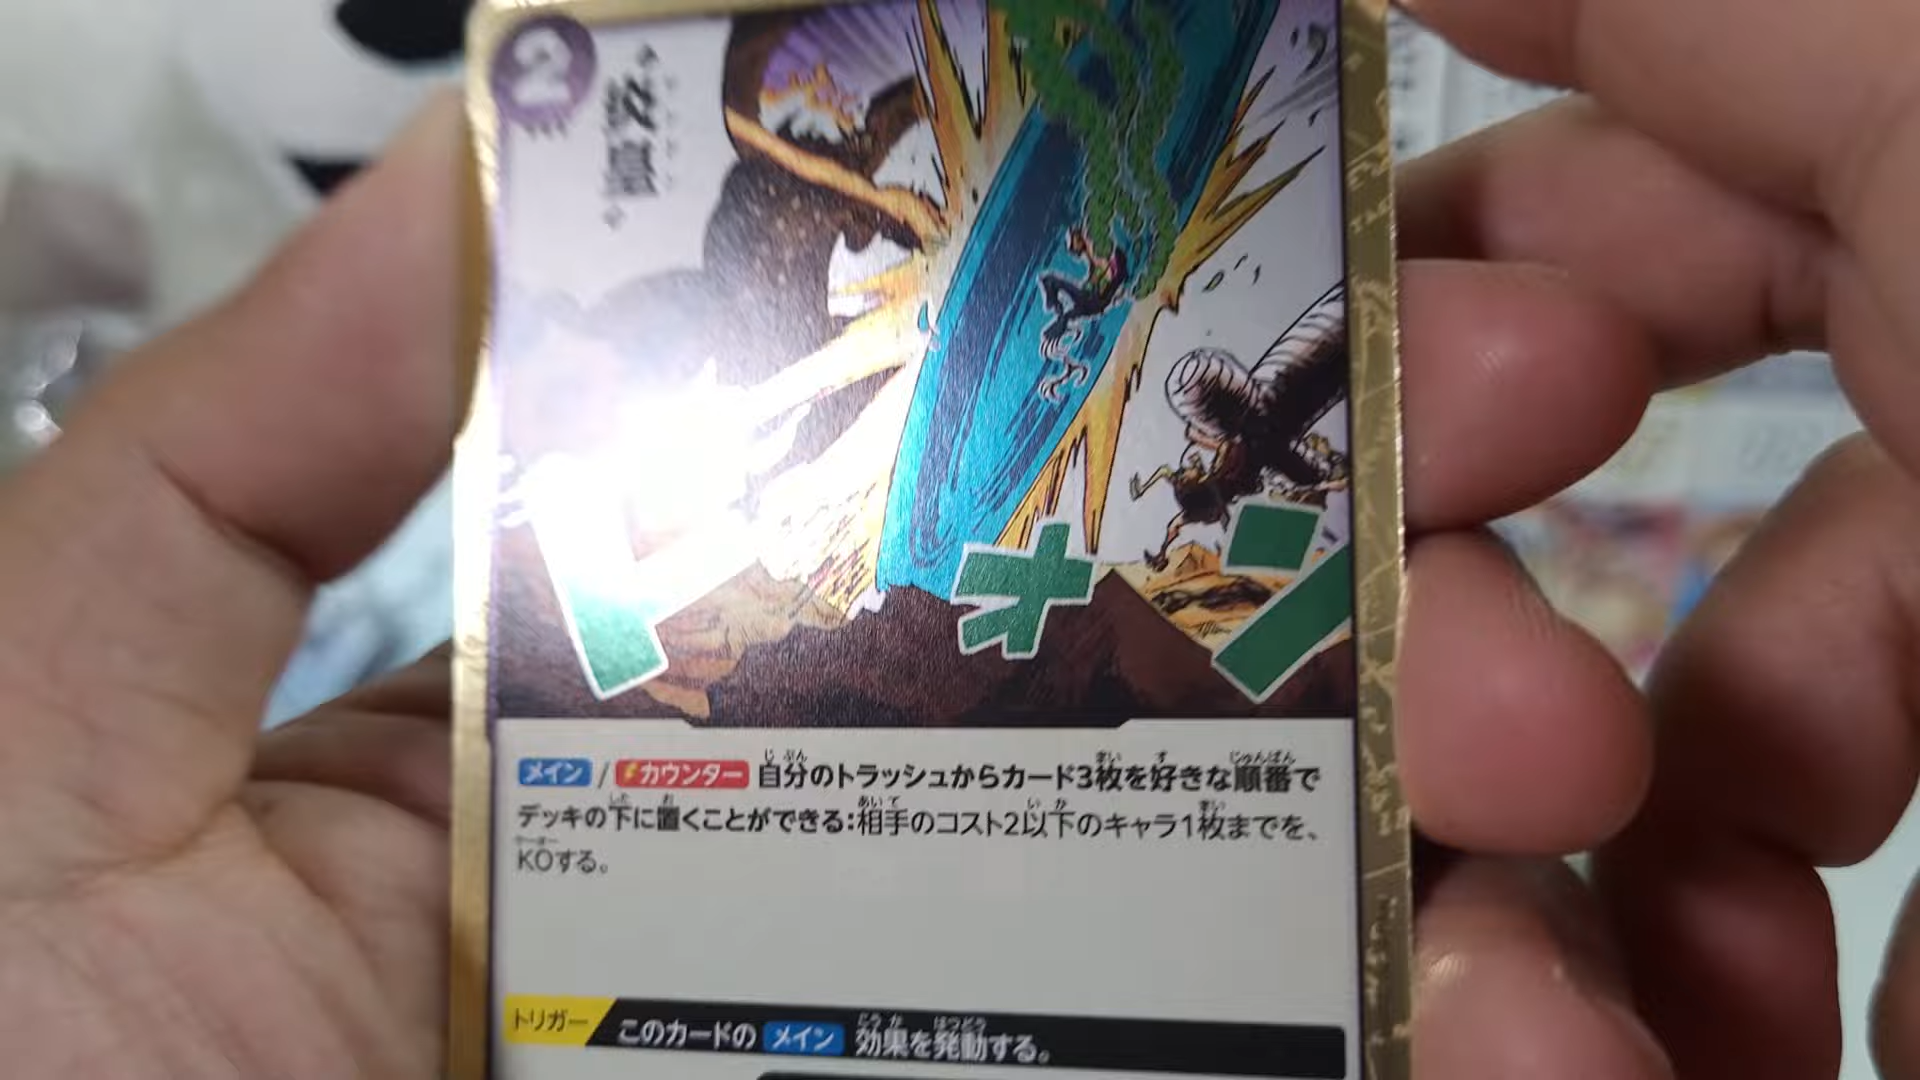 2
ドオン
メイン/カウンター 自分のトラッシュからカード3枚を好きな順番で
デッキの下に置くことができる:相手のコスト2以下のキャラ1枚までを、
KOする。
トリガー このカードの メイン 効果を発動する。